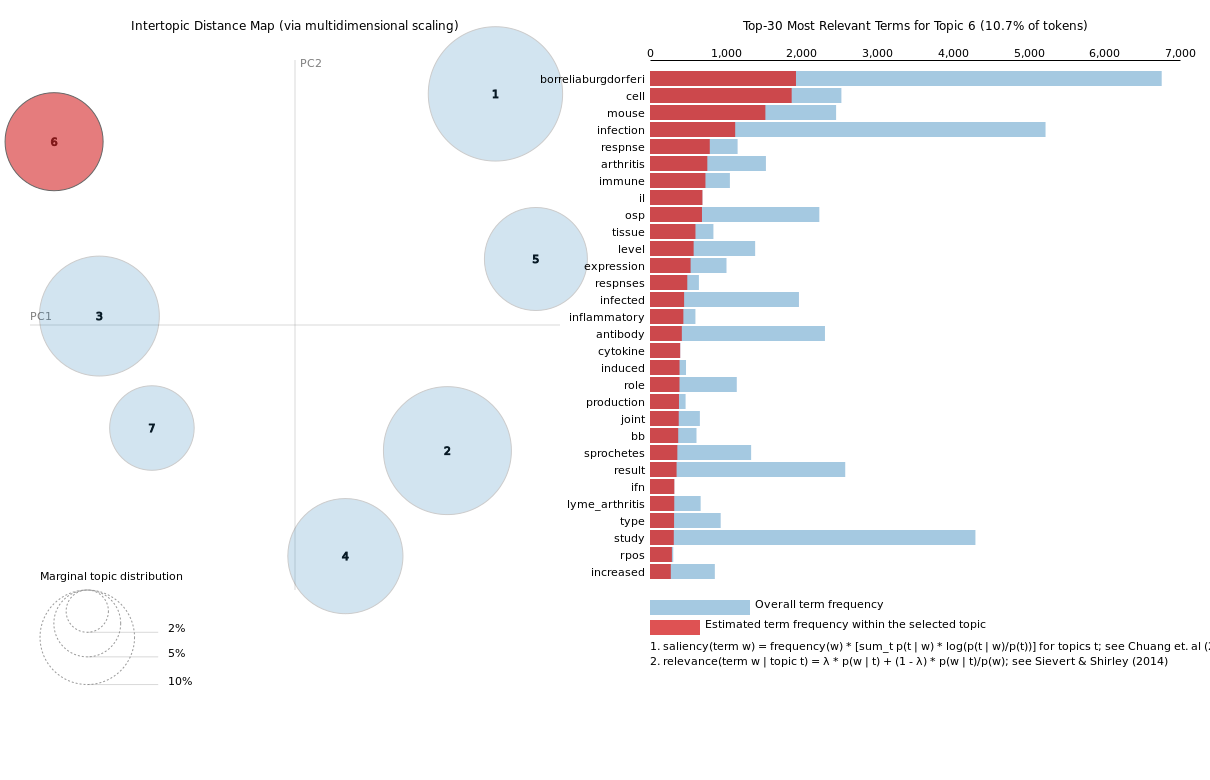 Intertopic Distance Map (via multidimensional scaling)
PC2
PC1
1
6
5
3
7
2
4
Marginal topic distribution
2%
5%
10%
Top-30 Most Relevant Terms for Topic 6 (10.7% of tokens)
0 1,000 2,000 3,000 4,000 5,000 6,000 7,000
borreliaburgdorferi
cell
mouse
infection
respnse
arthritis
immune
il
osp
tissue
level
expression
respnses
infected
inflammatory
antibody
cytokine
induced
role
production
joint
bb
sprochetes
result
ifn
lyme_arthritis
type
study
rpos
increased
Overall term frequency
Estimated term frequency within the selected topic
1. saliency(term w) = frequency(w) * [sum_t p(t | w) * log(p(t | w)/p(t))] for topics t; see Chuang et. al
2. relevance(term w | topic t) = λ * p(w | t) + (1 - λ) * p(w | t)/p(w); see Sievert & Shirley (2014)